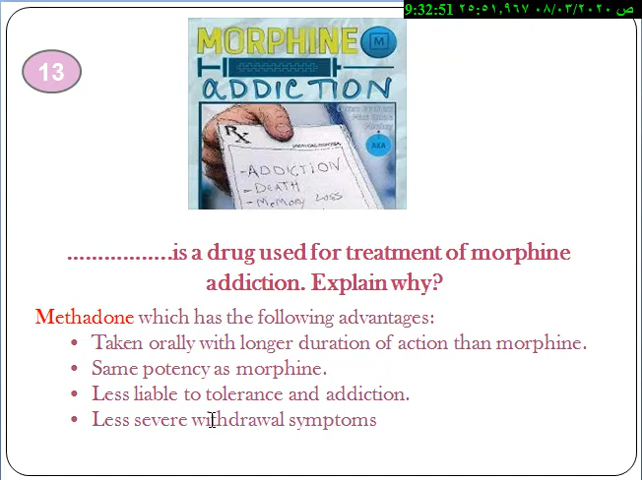 9:32:51 ص ٠٨/٠٣/٢٠٢٠ ٢٥:٥١,٩٦٧
13
MORPHINE
M
ADDICTION
AKA
Rx
-ADDICTION
-DEATH
-MEMORY LOSS
.................is a drug used for treatment of morphine
addiction. Explain why?
Methadone which has the following advantages:
• Taken orally with longer duration of action than morphine.
• Same potency as morphine.
• Less liable to tolerance and addiction.
• Less severe withdrawal symptoms